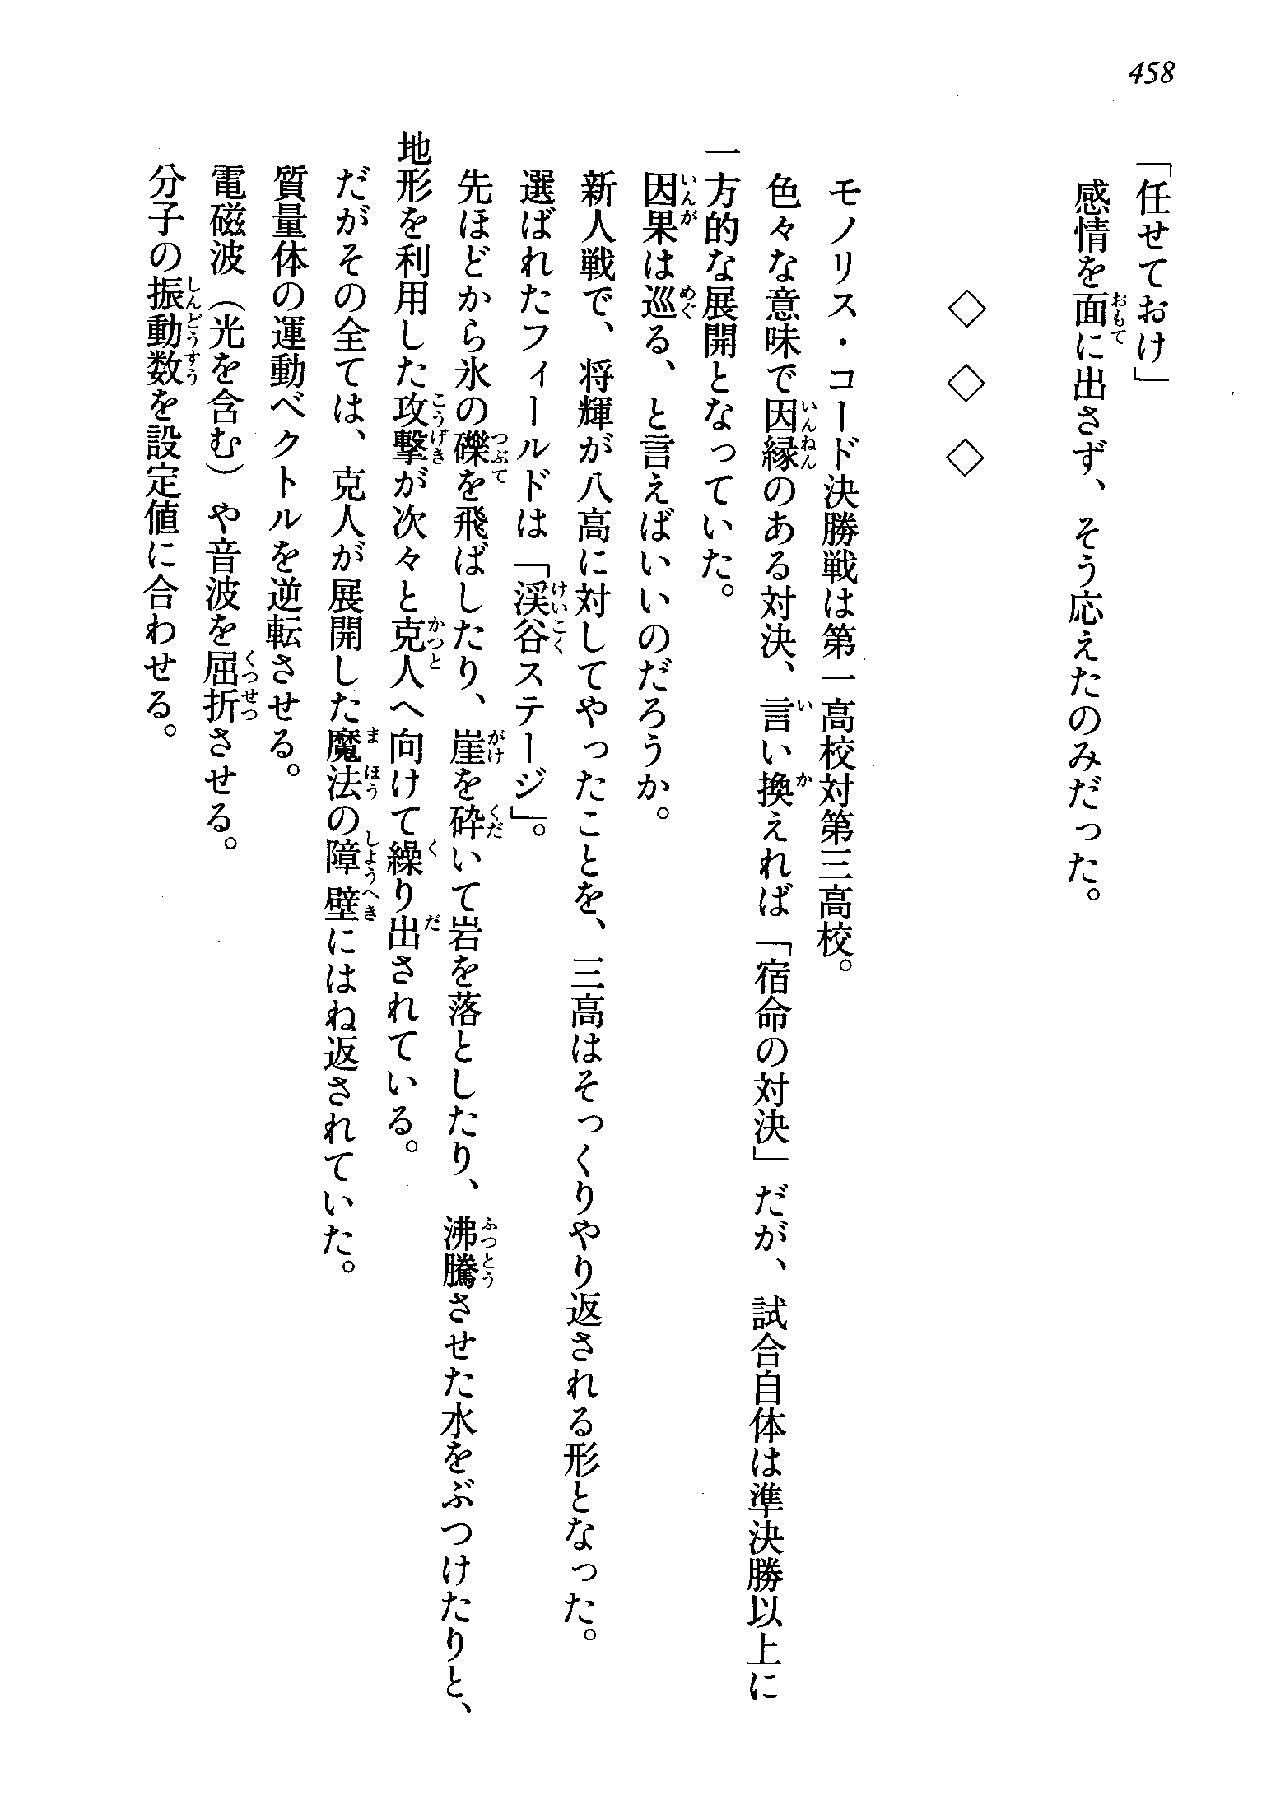 458
「任せておけ」
感情を面に出さず、そう応えたのみだった。
◇ ◇ ◇
モノリス・コード決勝戦は第一高校対第三高校。
色々な意味で因縁のある対決、言い換えれば「宿命の対決」だが、試合自体は準決勝以上に
一方的な展開となっていた。
因果は巡る、と言えばいいのだろうか。
新人戦で、将輝が八高に対してやったことを、三高はそっくりやり返される形となった。
選ばれたフィールドは「渓谷ステージ」。
先ほどから氷の礫を飛ばしたり、崖を砕いて岩を落としたり、沸騰させた水をぶつけたりと、
地形を利用した攻撃が次々と克人へ向けて繰り出されている。
だがその全ては、克人が展開した魔法の障壁にはね返されていた。
質量体の運動ベクトルを逆転させる。
電磁波（光を含む）や音波を屈折させる。
分子の振動数を設定値に合わせる。